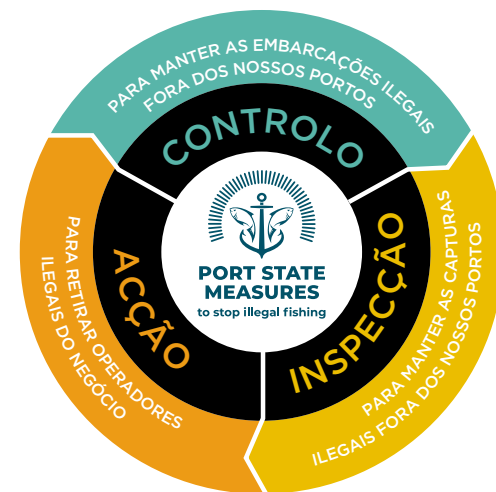 PARA MANTER AS EMBARCAÇÕES ILEGAIS
FORA DOS NOSSOS PORTOS
CONTROLO
INSPECÇÃO
PARA MANTER AS CAPTURAS
ILEGAIS FORA DOS NOSSOS PORTOS
ACÇÃO
PARA RETIRAR OPERADORES
ILEGAIS DO NEGÓCIO
PORT STATE
MEASURES
to stop illegal fishing